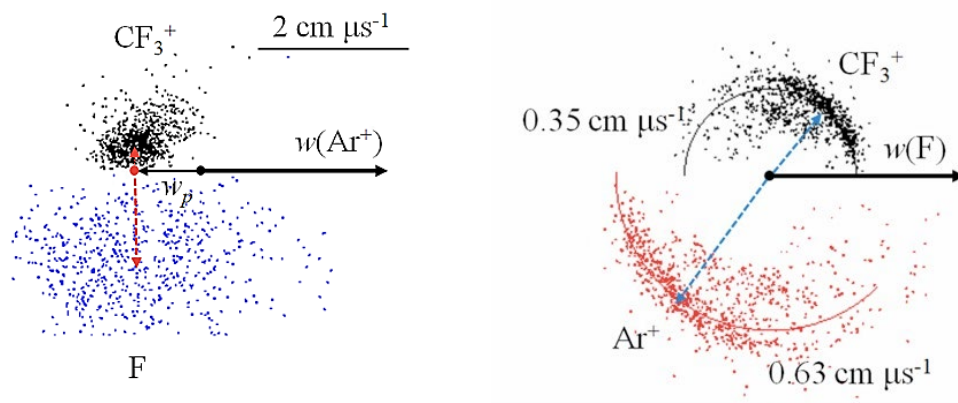 CF₃⁺
2 cm μs⁻¹
w(Ar⁺)
wₚ
F
CF₃⁺
0.35 cm μs⁻¹
w(F)
Ar⁺
0.63 cm μs⁻¹